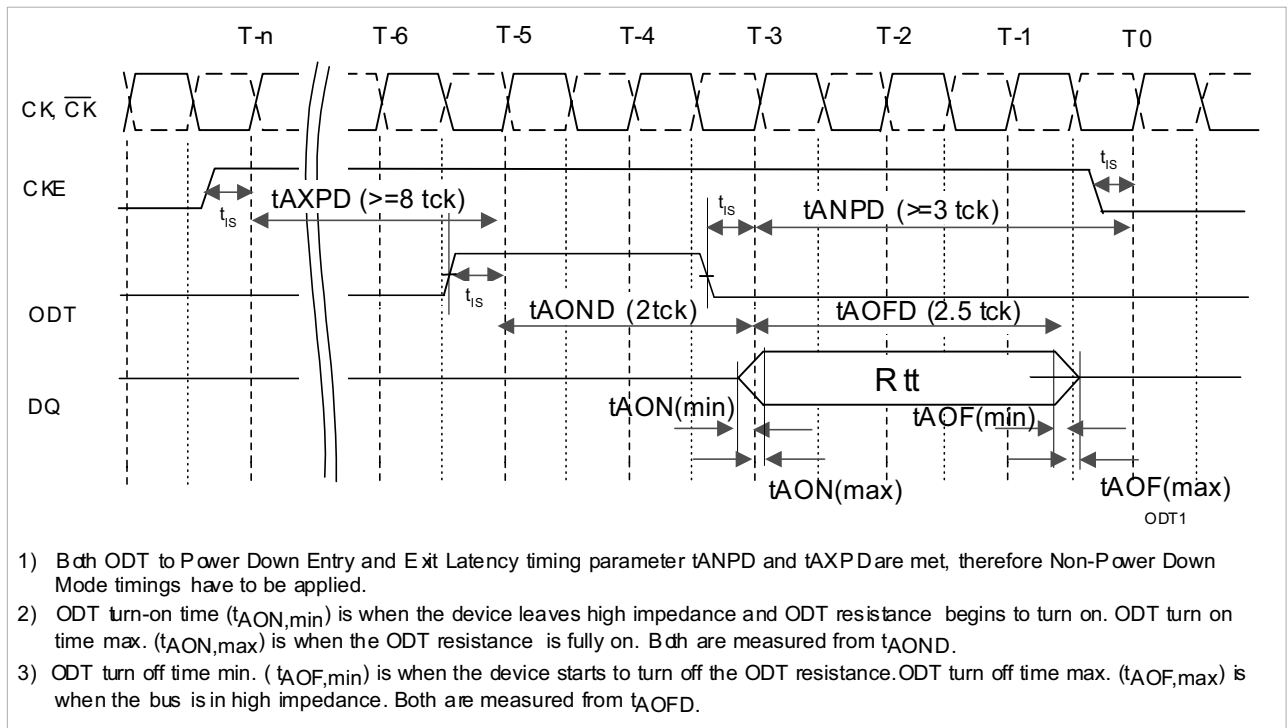 T-n T-6 T-5 T-4 T-3 T-2 T-1 T0
CK, CK
CKE
tIS
tAXPD (>=8 tck)
tIS
tANPD (>=3 tck)
tIS
ODT
tIS
tAOND (2tck)
tAOFD (2.5 tck)
DQ
Rtt
tAON(min)
tAOF(min)
tAON(max)
tAOF(max)
ODT1
1) Both ODT to Power Down Entry and Exit Latency timing parameter tANPD and tAXPD are met, therefore Non-Power Down
Mode timings have to be applied.
2) ODT turn-on time (tAON,min) is when the device leaves high impedance and ODT resistance begins to turn on. ODT turn on
time max. (tAON,max) is when the ODT resistance is fully on. Both are measured from tAOND.
3) ODT turn off time min. ( tAOF,min) is when the device starts to turn off the ODT resistance.ODT turn off time max. (tAOF,max) is
when the bus is in high impedance. Both are measured from tAOFD.